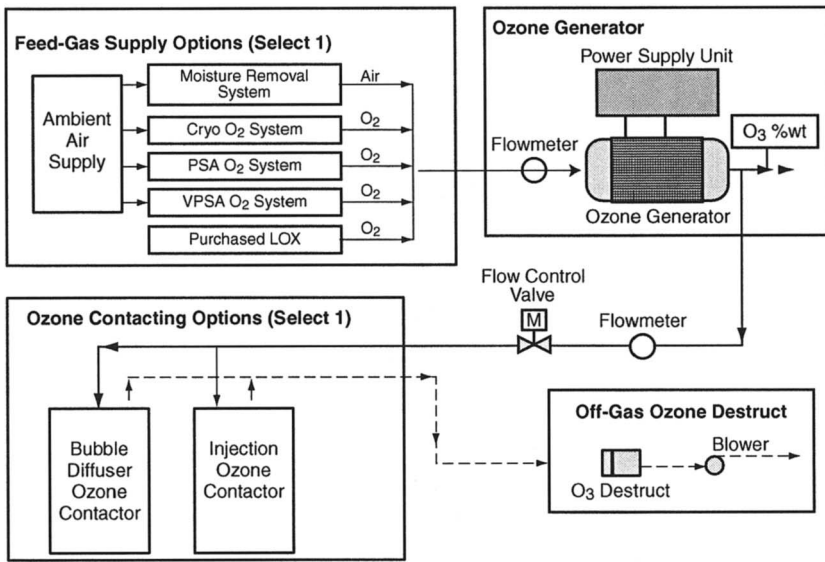 Feed-Gas Supply Options (Select 1)
Ambient
Air
Supply
Moisture Removal
System
Air
Cryo O2 System
O2
PSA O2 System
O2
VPSA O2 System
O2
Purchased LOX
O2
Ozone Generator
Power Supply Unit
Flowmeter
O3 %wt
Ozone Generator
Flow Control
Valve
M
Flowmeter
Ozone Contacting Options (Select 1)
Bubble
Diffuser
Ozone
Contactor
Injection
Ozone
Contactor
Off-Gas Ozone Destruct
Blower
O3 Destruct